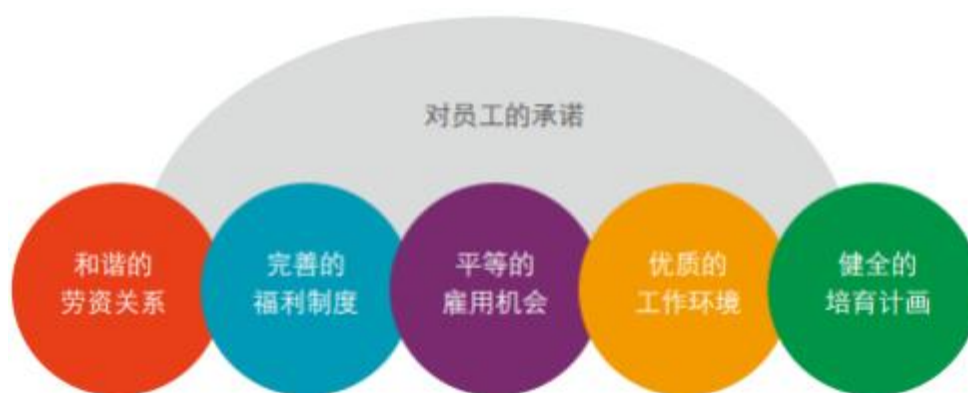 对员工的承诺
和谐的
劳资关系
完善的
福利制度
平等的
雇用机会
优质的
工作环境
健全的
培育计画